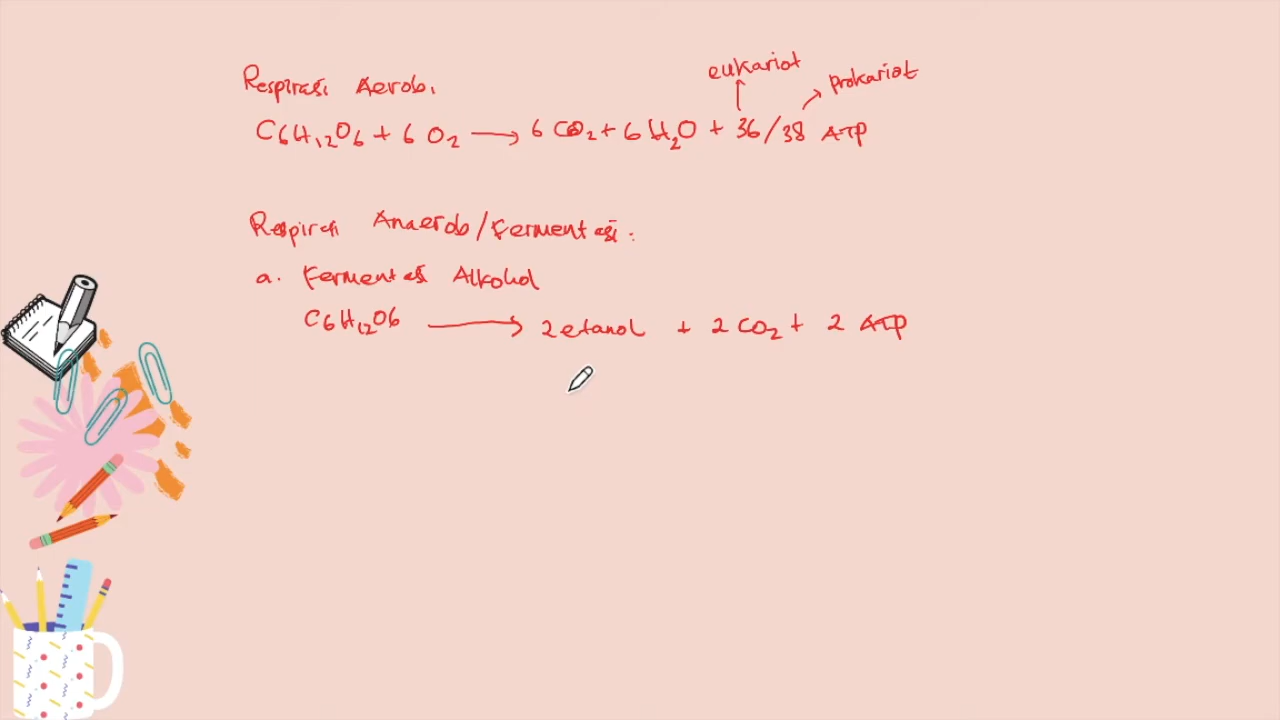 eukariot
Prokariot
Respirasi Aerob.
C6H12O6 + 6 O2 → 6 CO2 + 6 H2O + 36/38 ATP
Respirasi Anaerob/Fermentasi :
a. Fermentasi Alkohol
C6H12O6 → 2 etanol + 2 CO2 + 2 ATP